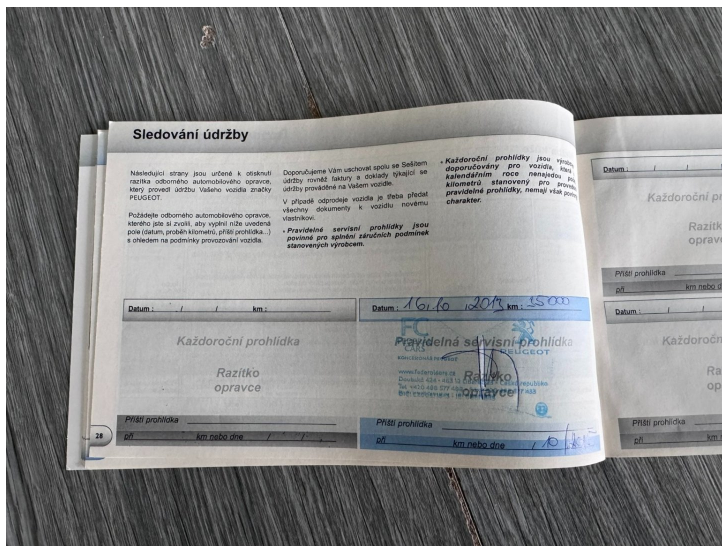 Sledování údržby
Následující strany jsou určené k otisknutí
razítka odborného automobilového opravce,
který provedl údržbu Vašeho vozidla značky
PEUGEOT.
Požádejte odborného automobilového opravce,
kterého jste si zvolili, aby vyplnil níže uvedená
pole (datum, proběh kilometrů, příští prohlídka...)
s ohledem na podmínky provozování vozidla.
Doporučujeme Vám uschovat spolu se Sešitem
údržby rovněž faktury a doklady týkající se
údržby prováděné na Vašem vozidle.
V případě odprodeje vozidla je třeba předat
všechny dokumenty k vozidlu novému
vlastníkovi.
• Pravidelné servisní prohlídky jsou
povinné pro splnění záručních podmínek
stanovených výrobcem.
• Každoroční prohlídky jsou
doporučovány pro vozidla, která
kalendářním roce nenajedou
kilometrů stanovený pro
pravidelné prohlídky, nemají však
charakter.
Datum : / / km :
Každoroční prohlídka
Razítko
opravce
Příští prohlídka
při km nebo dne / /
28
Datum : 16,10 ,2013 km : 35000
Pravidelná servisní prohlídka
PEUGEOT
Razítko
opravce
Příští prohlídka
při km nebo dne / 10 /
Datum : / /
Každoroční
Příští prohlídka
při km nebo d
Datum : / /
Každoroční
Příští prohlídka
při km nebo